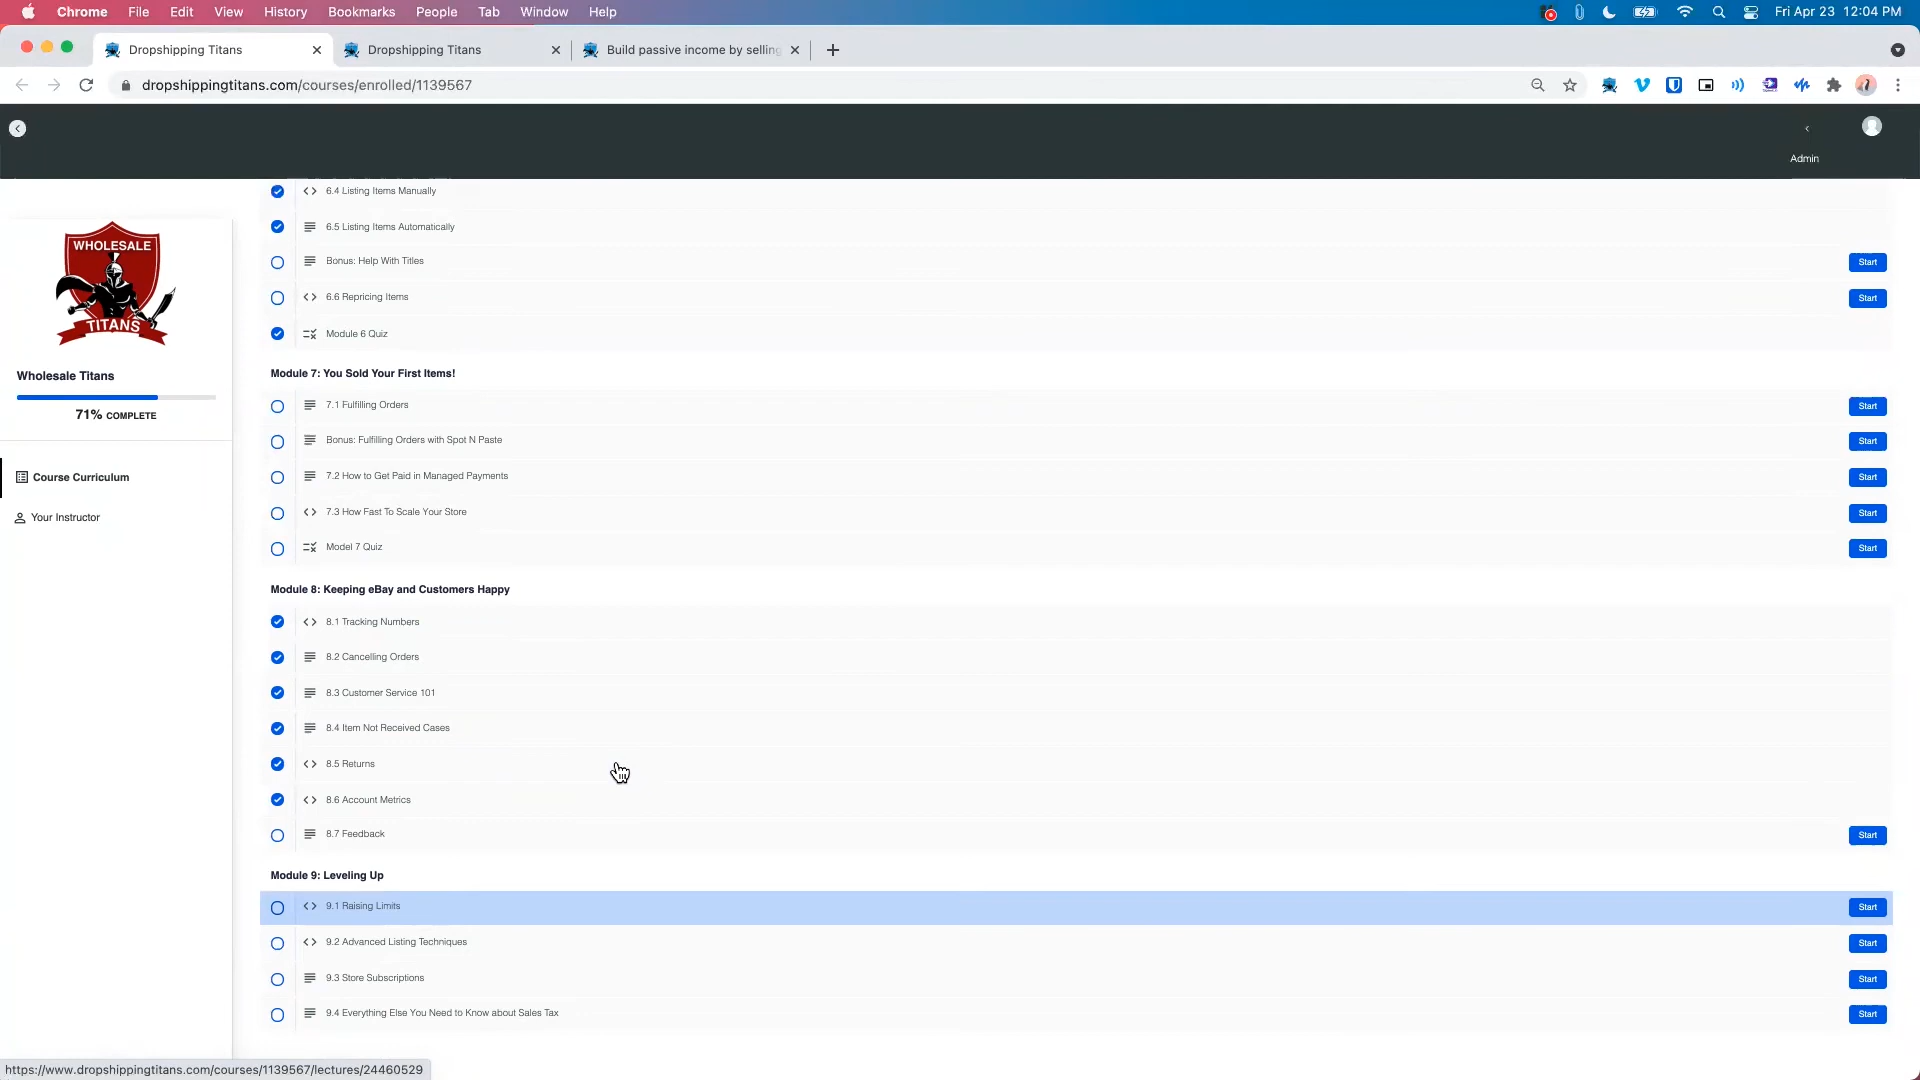 Chrome File Edit View History Bookmarks People Tab Window Help Fri Apr 23 12:04 PM
Dropshipping Titans Dropshipping Titans Build passive income by selling
dropshippingtitans.com/courses/enrolled/1139567
Admin
WHOLESALE
TITANS
Wholesale Titans
71% COMPLETE
Course Curriculum
Your Instructor
6.4 Listing Items Manually
6.5 Listing Items Automatically
Bonus: Help With Titles Start
6.6 Repricing Items Start
Module 6 Quiz
Module 7: You Sold Your First Items!
7.1 Fulfilling Orders Start
Bonus: Fulfilling Orders with Spot N Paste Start
7.2 How to Get Paid in Managed Payments Start
7.3 How Fast To Scale Your Store Start
Model 7 Quiz Start
Module 8: Keeping eBay and Customers Happy
8.1 Tracking Numbers
8.2 Cancelling Orders
8.3 Customer Service 101
8.4 Item Not Received Cases
8.5 Returns
8.6 Account Metrics
8.7 Feedback Start
Module 9: Leveling Up
9.1 Raising Limits Start
9.2 Advanced Listing Techniques Start
9.3 Store Subscriptions Start
9.4 Everything Else You Need to Know about Sales Tax Start
https://www.dropshippingtitans.com/courses/1139567/lectures/24460529